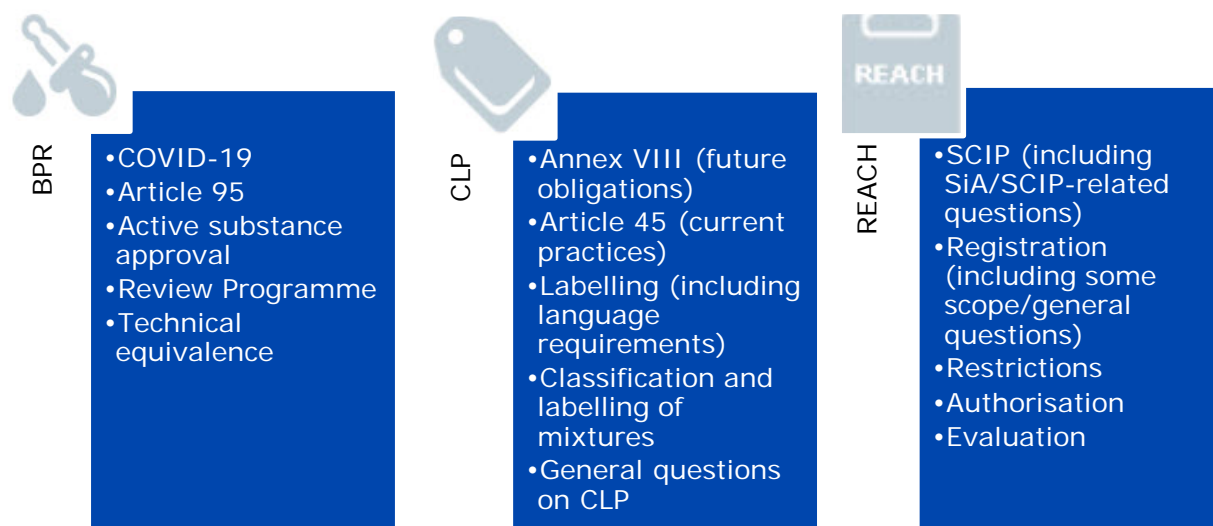 BPR
•COVID-19
•Article 95
•Active substance
approval
•Review Programme
•Technical
equivalence
CLP
•Annex VIII (future
obligations)
•Article 45 (current
practices)
•Labelling (including
language
requirements)
•Classification and
labelling of
mixtures
•General questions
on CLP
REACH
REACH
•SCIP (including
SiA/SCIP-related
questions)
•Registration
(including some
scope/general
questions)
•Restrictions
•Authorisation
•Evaluation